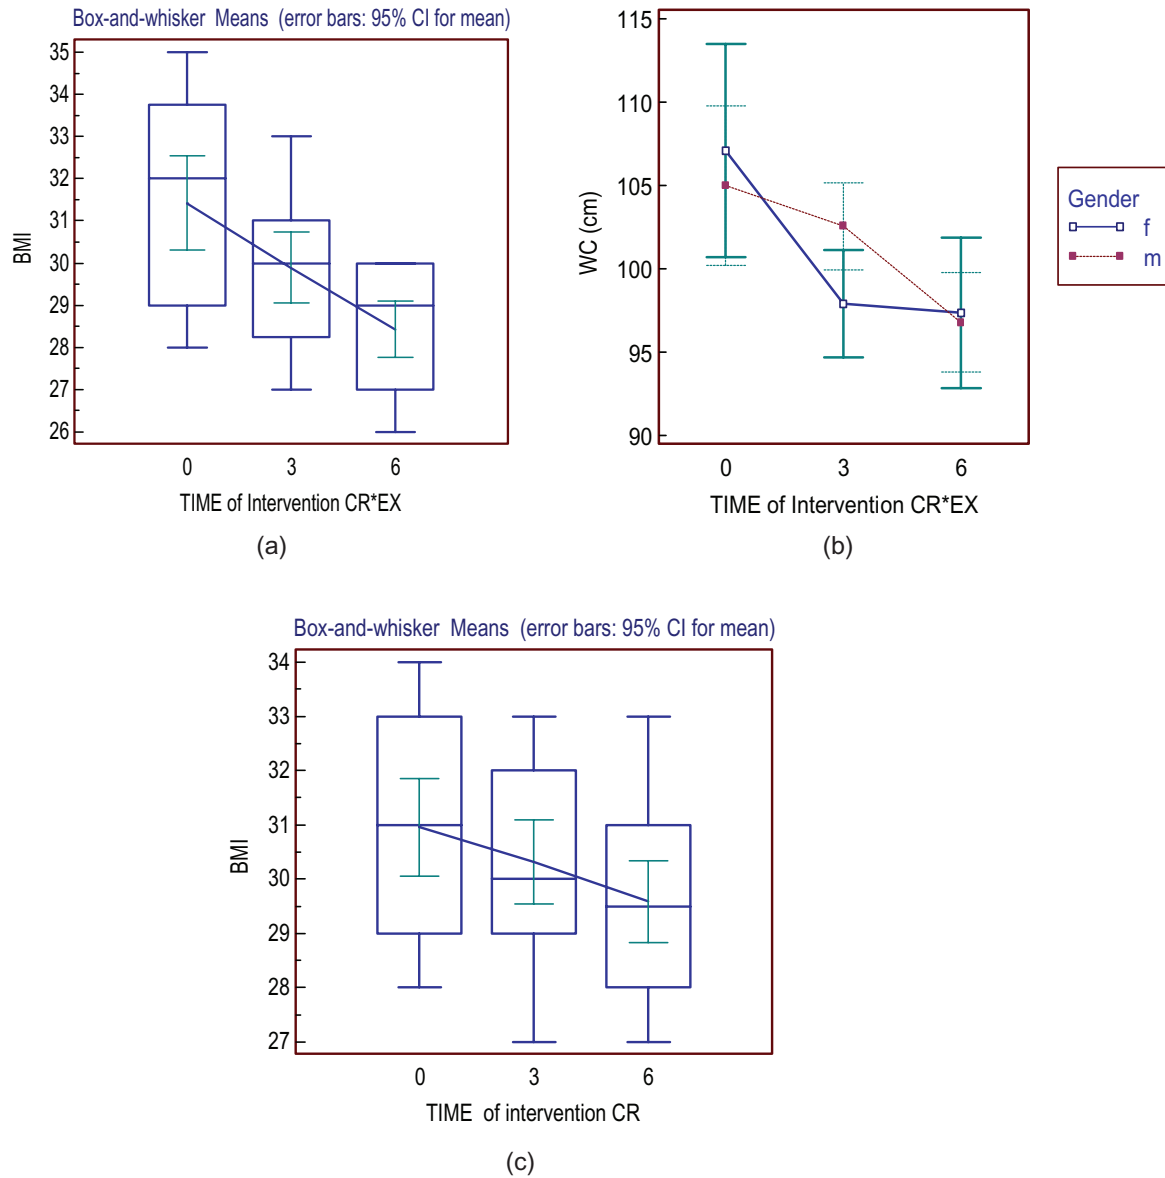 Box-and-whisker Means (error bars: 95% CI for mean)
35
34
33
32
31
30
29
28
27
26
BMI
0 3 6
TIME of Intervention CR*EX
(a)
115
110
105
100
95
90
WC (cm)
0 3 6
TIME of Intervention CR*EX
(b)
Gender
f
m
Box-and-whisker Means (error bars: 95% CI for mean)
34
33
32
31
30
29
28
27
BMI
0 3 6
TIME of intervention CR
(c)